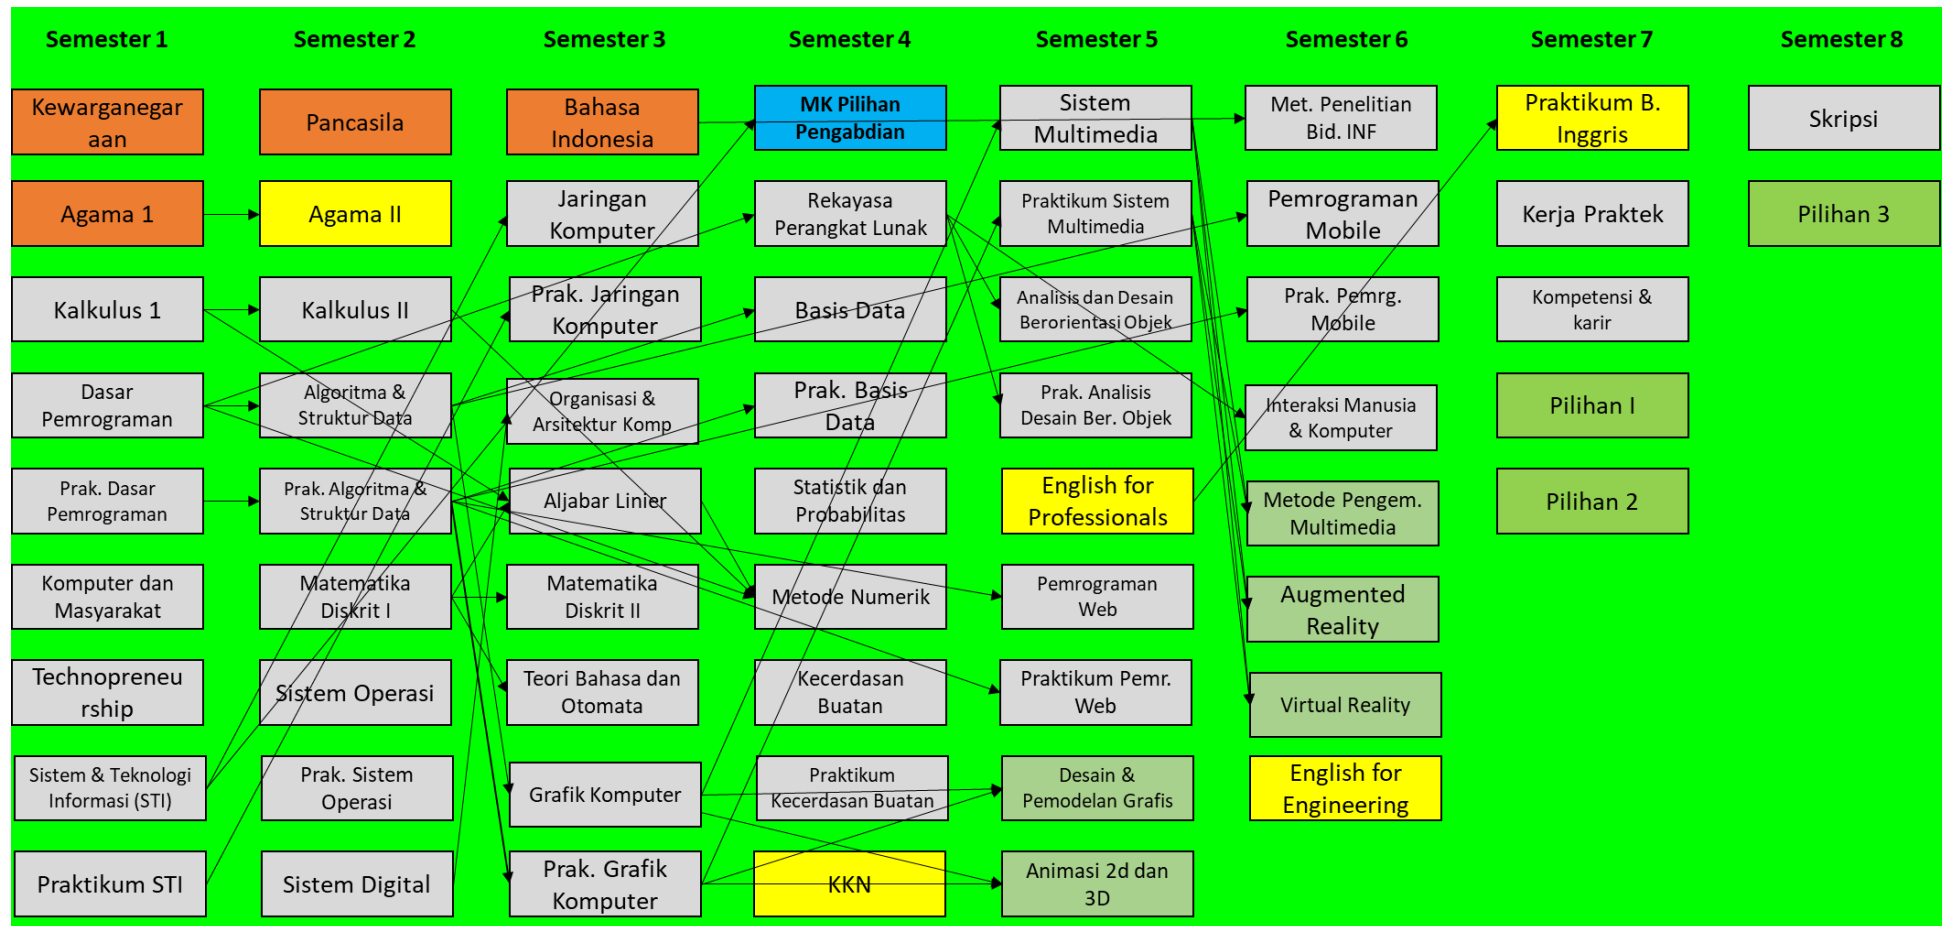 Semester 1
Semester 2
Semester 3
Semester 4
Semester 5
Semester 6
Semester 7
Semester 8
Kewarganegar
aan
Pancasila
Bahasa
Indonesia
MK Pilihan
Pengabdian
Sistem
Multimedia
Met. Penelitian
Bid. INF
Praktikum B.
Inggris
Skripsi
Agama 1
Agama II
Jaringan
Komputer
Rekayasa
Perangkat Lunak
Praktikum Sistem
Multimedia
Pemrograman
Mobile
Kerja Praktek
Pilihan 3
Kalkulus 1
Kalkulus II
Prak. Jaringan
Komputer
Basis Data
Analisis dan Desain
Berorientasi Objek
Prak. Pemrg.
Mobile
Kompetensi &
karir
Dasar
Pemrograman
Algoritma &
Struktur Data
Organisasi &
Arsitektur Komp
Prak. Basis
Data
Prak. Analisis
Desain Ber. Objek
Interaksi Manusia
& Komputer
Pilihan I
Prak. Dasar
Pemrograman
Prak. Algoritma &
Struktur Data
Aljabar Linier
Statistik dan
Probabilitas
English for
Professionals
Metode Pengem.
Multimedia
Pilihan 2
Komputer dan
Masyarakat
Matematika
Diskrit I
Matematika
Diskrit II
Metode Numerik
Pemrograman
Web
Augmented
Reality
Technopreneu
rship
Sistem Operasi
Teori Bahasa dan
Otomata
Kecerdasan
Buatan
Praktikum Pemr.
Web
Virtual Reality
Sistem & Teknologi
Informasi (STI)
Prak. Sistem
Operasi
Grafik Komputer
Praktikum
Kecerdasan Buatan
Desain &
Pemodelan Grafis
English for
Engineering
Praktikum STI
Sistem Digital
Prak. Grafik
Komputer
KKN
Animasi 2d dan
3D